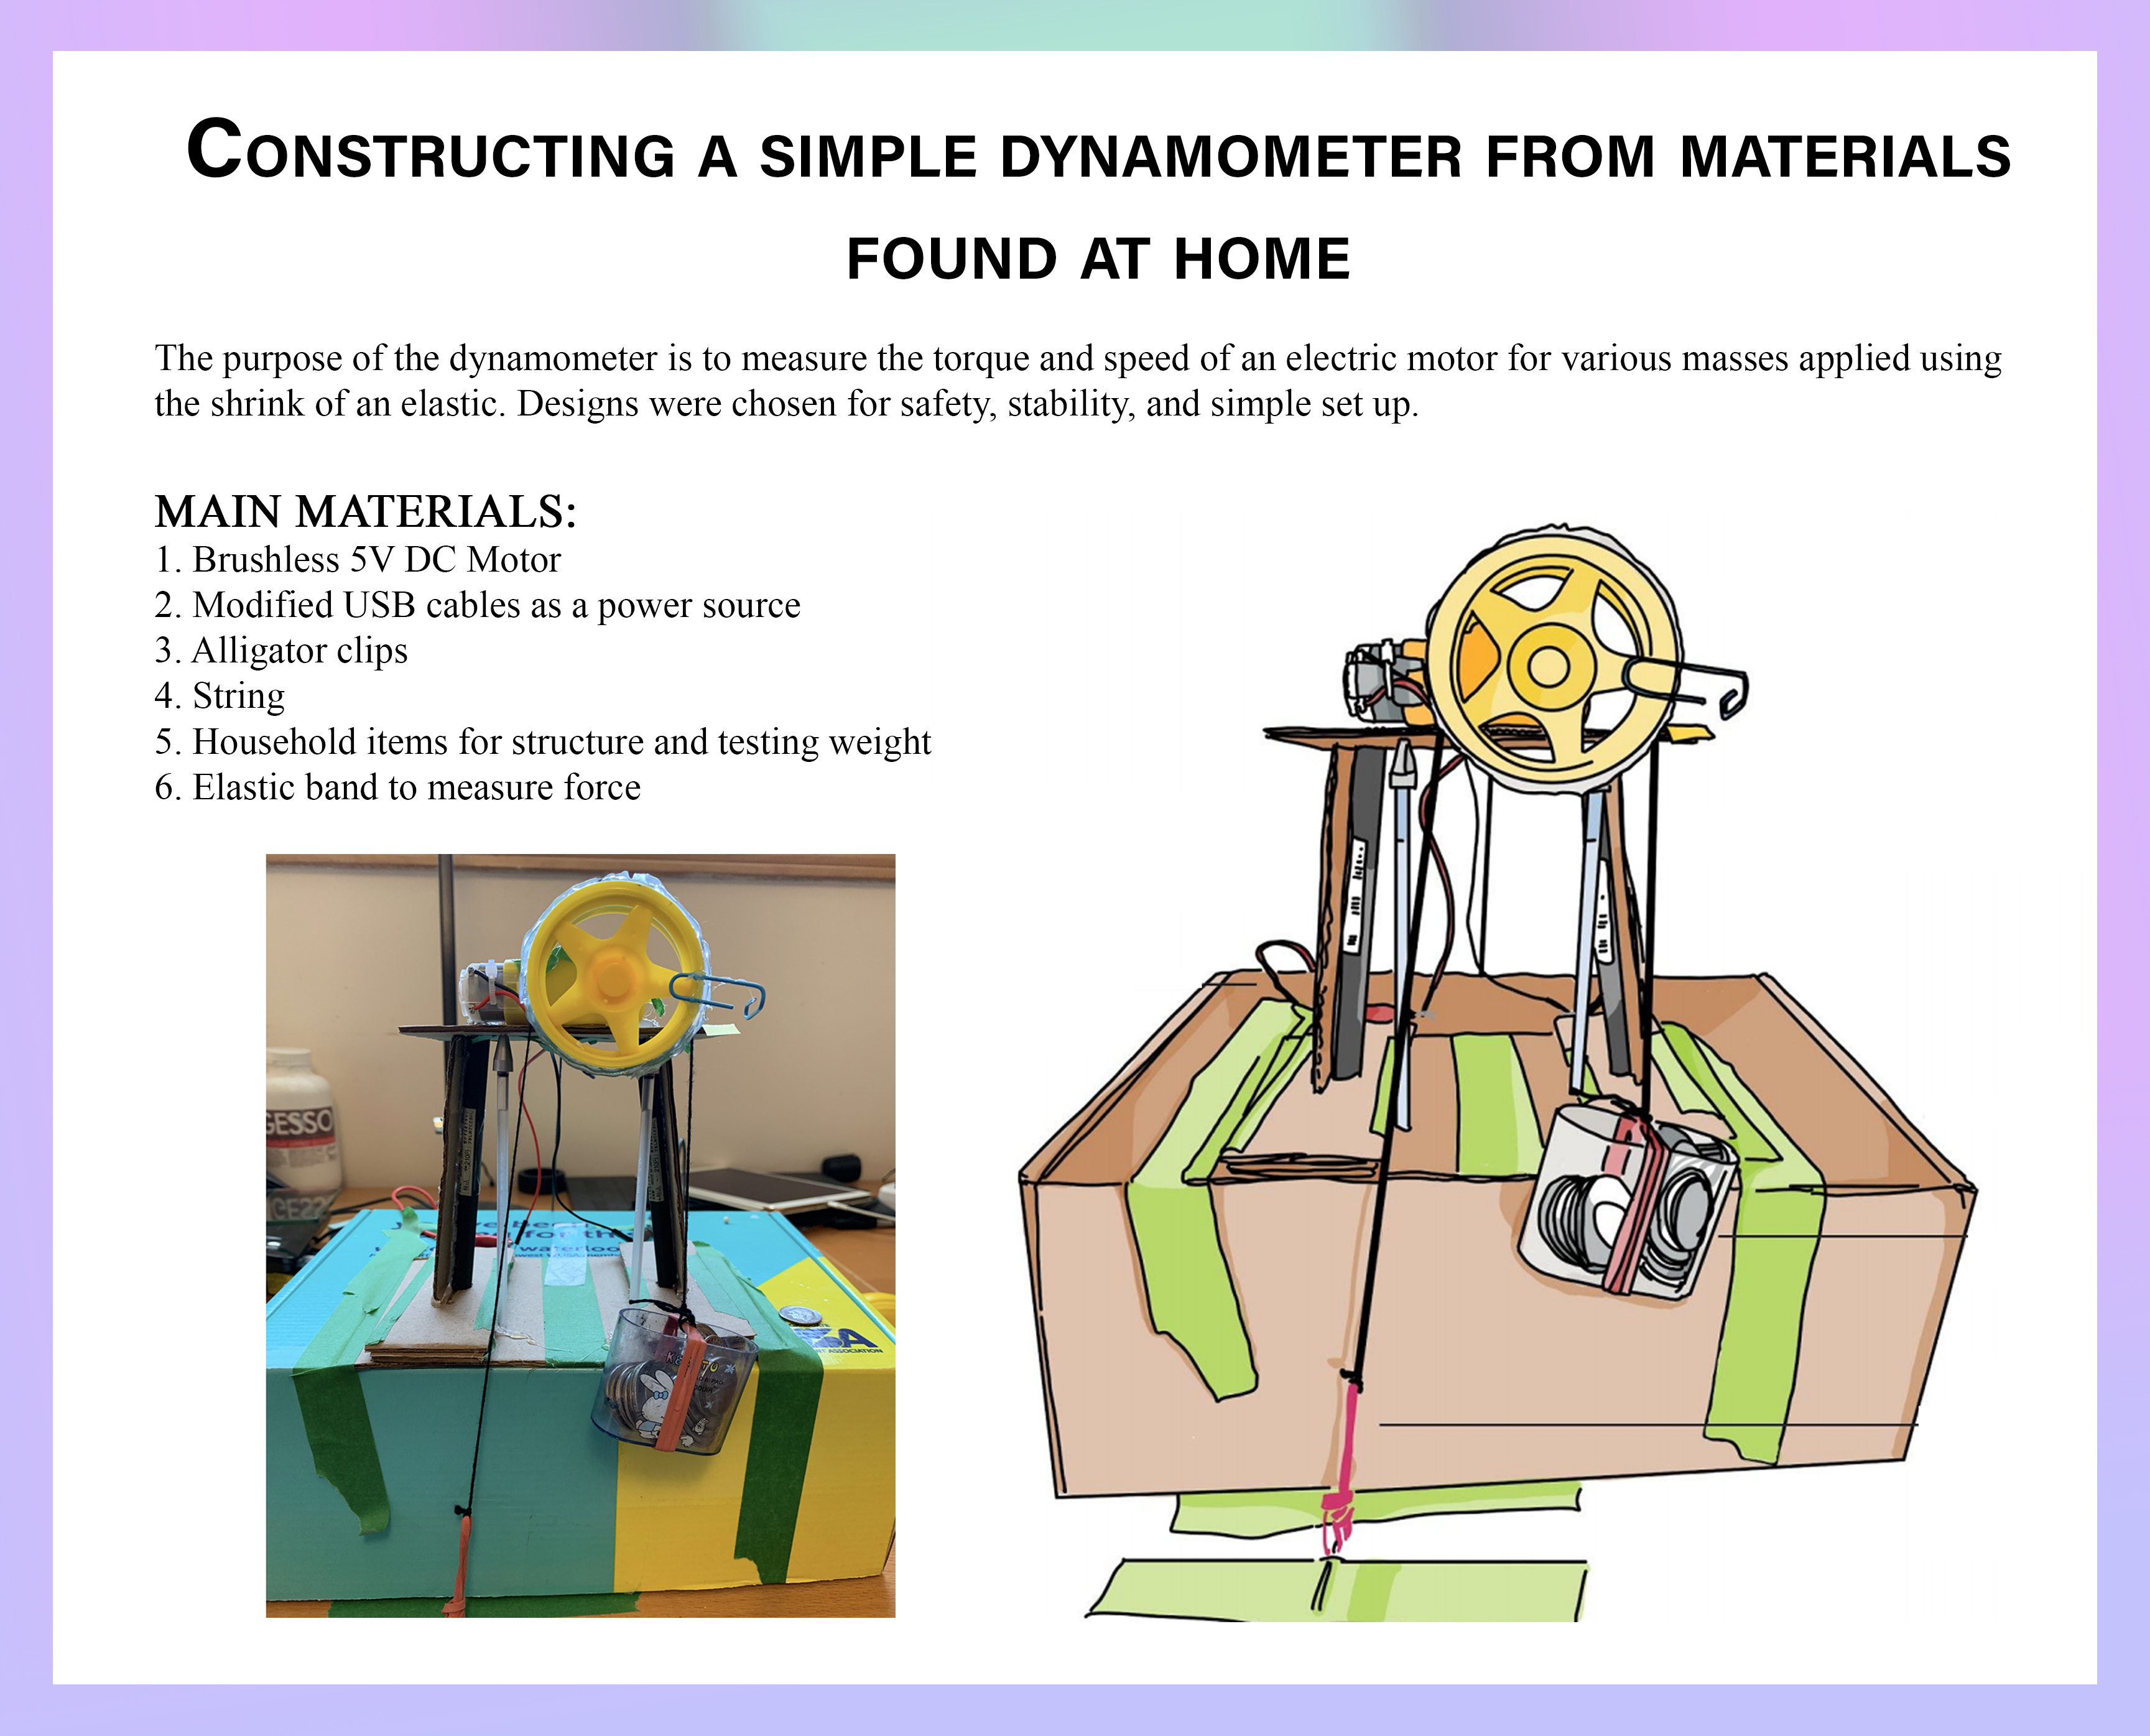 Constructing a simple dynamometer from materials
found at home
The purpose of the dynamometer is to measure the torque and speed of an electric motor for various masses applied using
the shrink of an elastic. Designs were chosen for safety, stability, and simple set up.
MAIN MATERIALS:
1. Brushless 5V DC Motor
2. Modified USB cables as a power source
3. Alligator clips
4. String
5. Household items for structure and testing weight
6. Elastic band to measure force
GESSO
waterloo
ASSOCIATION